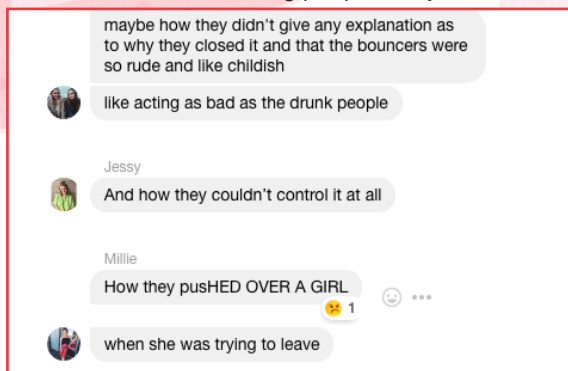 maybe how they didn't give any explanation as
to why they closed it and that the bouncers were
so rude and like childish
like acting as bad as the drunk people
Jessy
And how they couldn't control it at all
Millie
How they pusHED OVER A GIRL
1
when she was trying to leave